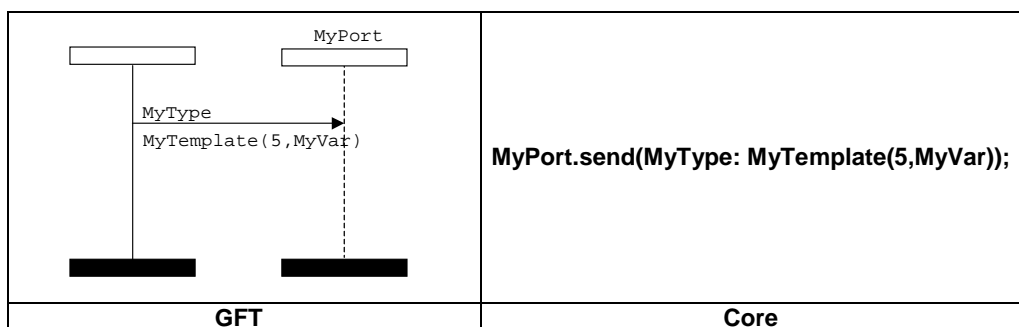 MyPort
MyType
MyTemplate(5,MyVar)
MyPort.send(MyType: MyTemplate(5,MyVar));
GFT
Core